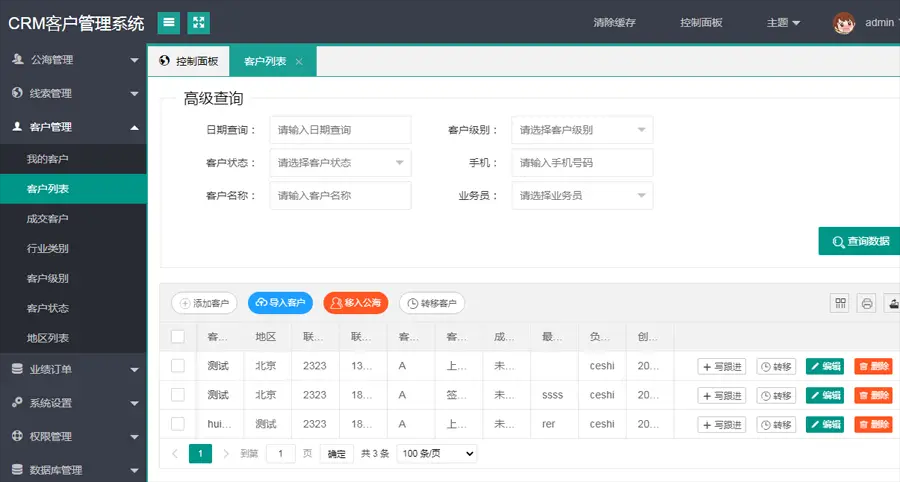 CRM客户管理系统 清除缓存 控制面板 主题 admin
公海管理
线索管理
客户管理
我的客户
客户列表
成交客户
行业类别
客户级别
客户状态
地区列表
业绩订单
系统设置
权限管理
数据库管理
控制面板 客户列表
高级查询
日期查询： 请输入日期查询 客户级别： 请选择客户级别
客户状态： 请选择客户状态 手机： 请输入手机号码
客户名称： 请输入客户名称 业务员： 请选择业务员
查询数据
添加客户 导入客户 移入公海 转移客户
客... 地区 联... 联... 客... 客... 成... 最... 负... 创...
测试 北京 2323 13... A 上... 未... ceshi 20... 写跟进 转移 编辑 删除
测试 北京 2323 18... A 签... 未... ssss ceshi 20... 写跟进 转移 编辑 删除
hui... 测试 2323 18... A 上... 未... rer ceshi 20... 写跟进 转移 编辑 删除
1 到第 1 页 确定 共 3 条 100 条/页